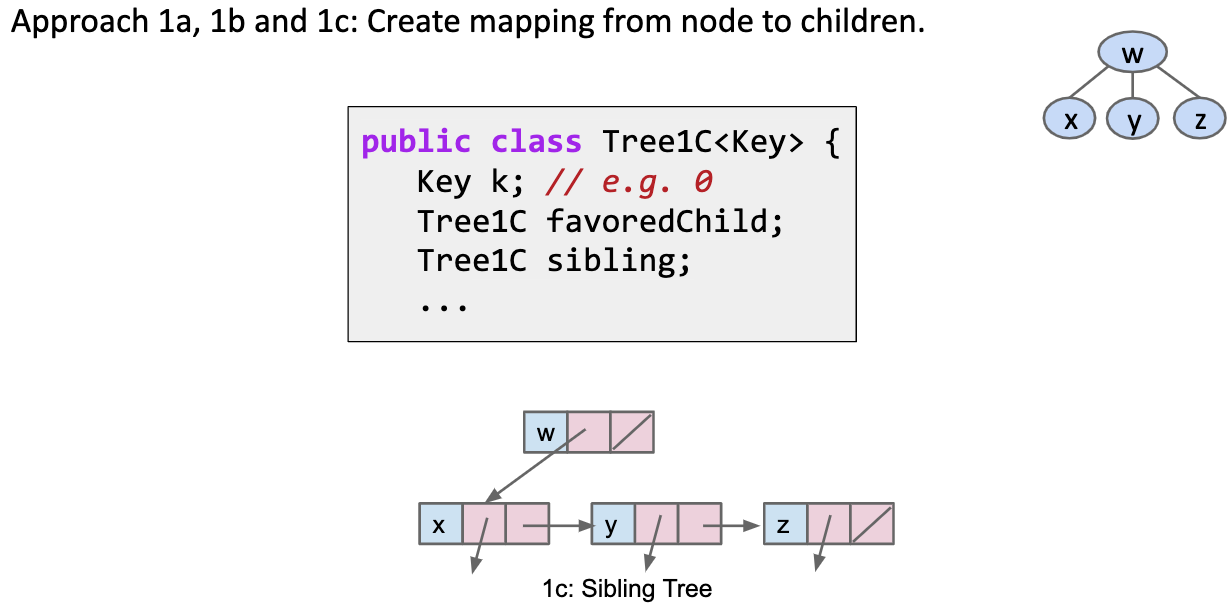 Approach 1a, 1b and 1c: Create mapping from node to children.
w
x y z
public class Tree1C<Key> {
Key k; // e.g. 0
Tree1C favoredChild;
Tree1C sibling;
...
w
x y z
1c: Sibling Tree